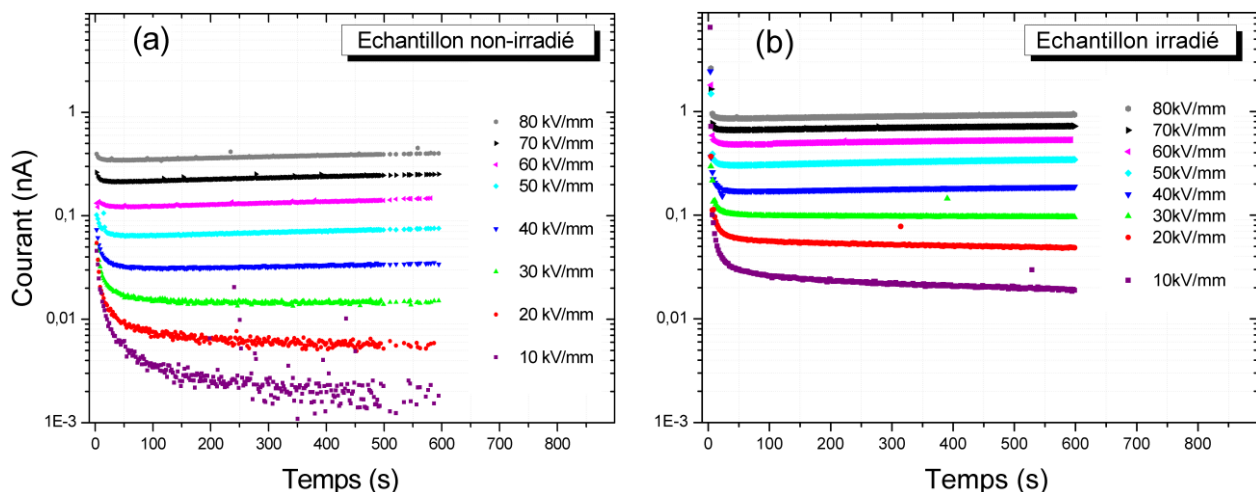 (a)
Echantillon non-irradié
80 kV/mm
70 kV/mm
60 kV/mm
50 kV/mm
40 kV/mm
30 kV/mm
20 kV/mm
10 kV/mm
Courant (nA)
1
0,1
0,01
1E-3
0 100 200 300 400 500 600 700 800
Temps (s)
(b)
Echantillon irradié
80kV/mm
70kV/mm
60kV/mm
50kV/mm
40kV/mm
30kV/mm
20kV/mm
10kV/mm
1
0,1
0,01
1E-3
0 100 200 300 400 500 600 700 800
Temps (s)